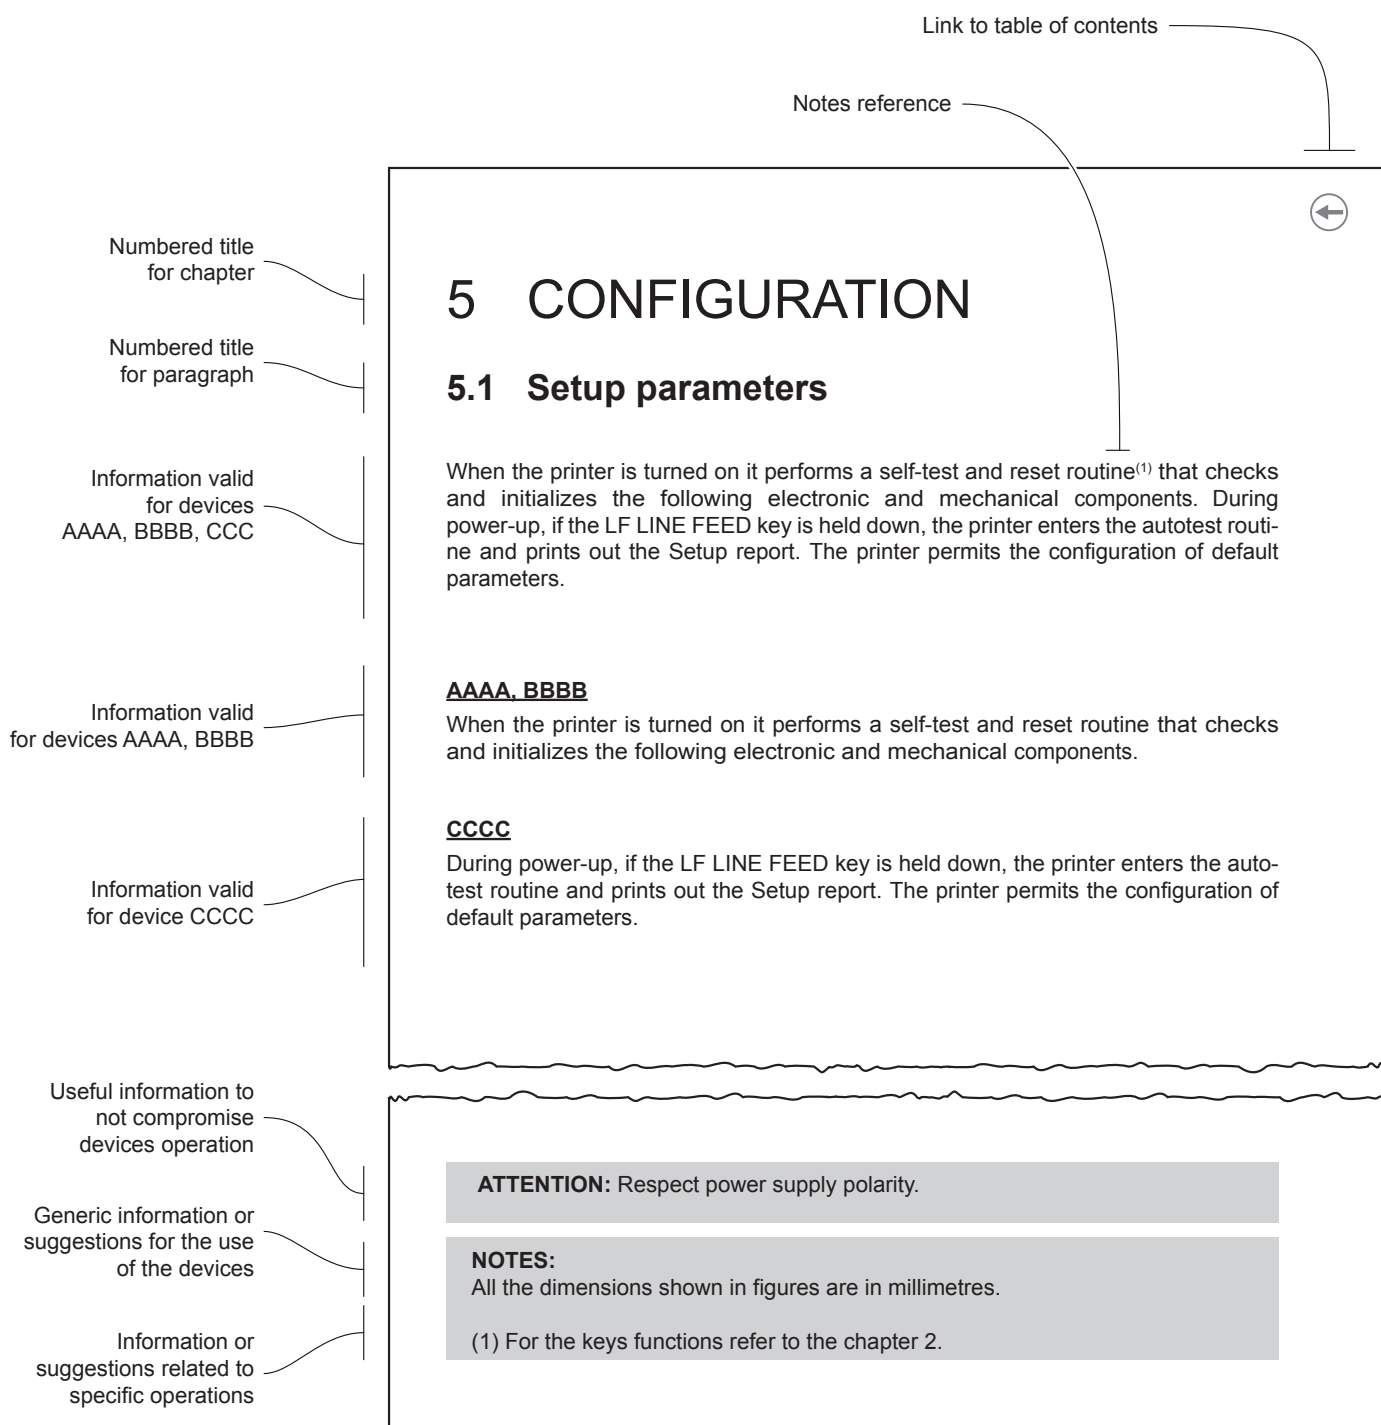 Link to table of contents
Notes reference
Numbered title
for chapter
5 CONFIGURATION
Numbered title
for paragraph
5.1 Setup parameters
Information valid
for devices
AAAA, BBBB, CCC
When the printer is turned on it performs a self-test and reset routine(1) that checks
and initializes the following electronic and mechanical components. During
power-up, if the LF LINE FEED key is held down, the printer enters the autotest routi-
ne and prints out the Setup report. The printer permits the configuration of default
parameters.
Information valid
for devices AAAA, BBBB
AAAA, BBBB
When the printer is turned on it performs a self-test and reset routine that checks
and initializes the following electronic and mechanical components.
Information valid
for device CCCC
CCCC
During power-up, if the LF LINE FEED key is held down, the printer enters the auto-
test routine and prints out the Setup report. The printer permits the configuration of
default parameters.
Useful information to
not compromise
devices operation
ATTENTION: Respect power supply polarity.
Generic information or
suggestions for the use
of the devices
NOTES:
All the dimensions shown in figures are in millimetres.
Information or
suggestions related to
specific operations
(1) For the keys functions refer to the chapter 2.